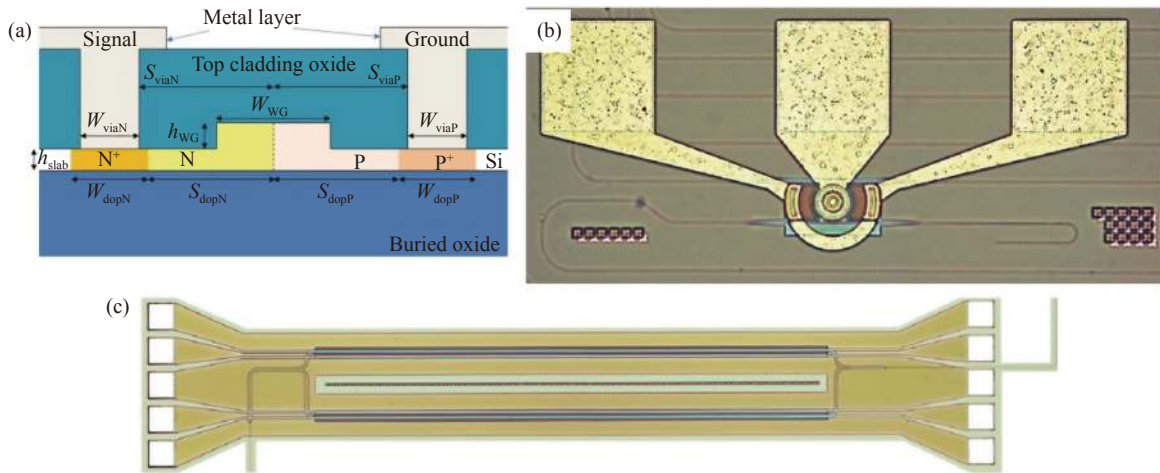 (a)
Metal layer
Signal
Ground
Top cladding oxide
S_viaN
S_viaP
W_WG
W_viaN
W_viaP
h_WG
h_slab
N⁺
N
P
P⁺
Si
W_dopN
S_dopN
S_dopP
W_dopP
Buried oxide
(b)
(c)